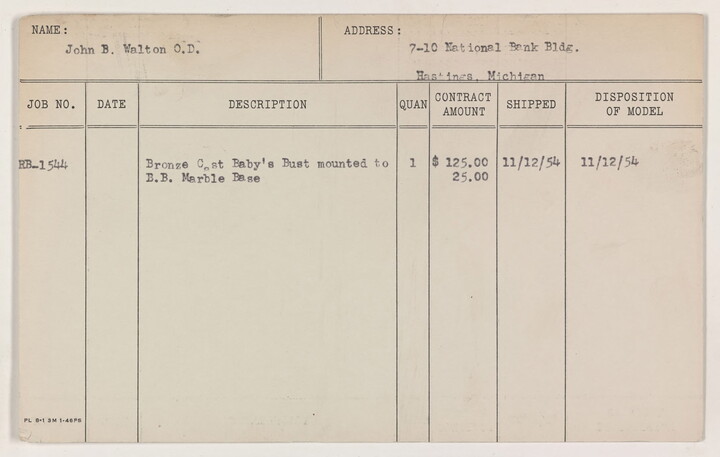 NAME: ADDRESS:
John B. Walton O.D. 7-10 National Bank Bldg.
Hastings, Michigan
JOB NO. DATE DESCRIPTION QUAN CONTRACT AMOUNT SHIPPED DISPOSITION OF MODEL
RB-1544 Bronze Cast Baby's Bust mounted to 1 $ 125.00 11/12/54 11/12/54
B.B. Marble Base 25.00